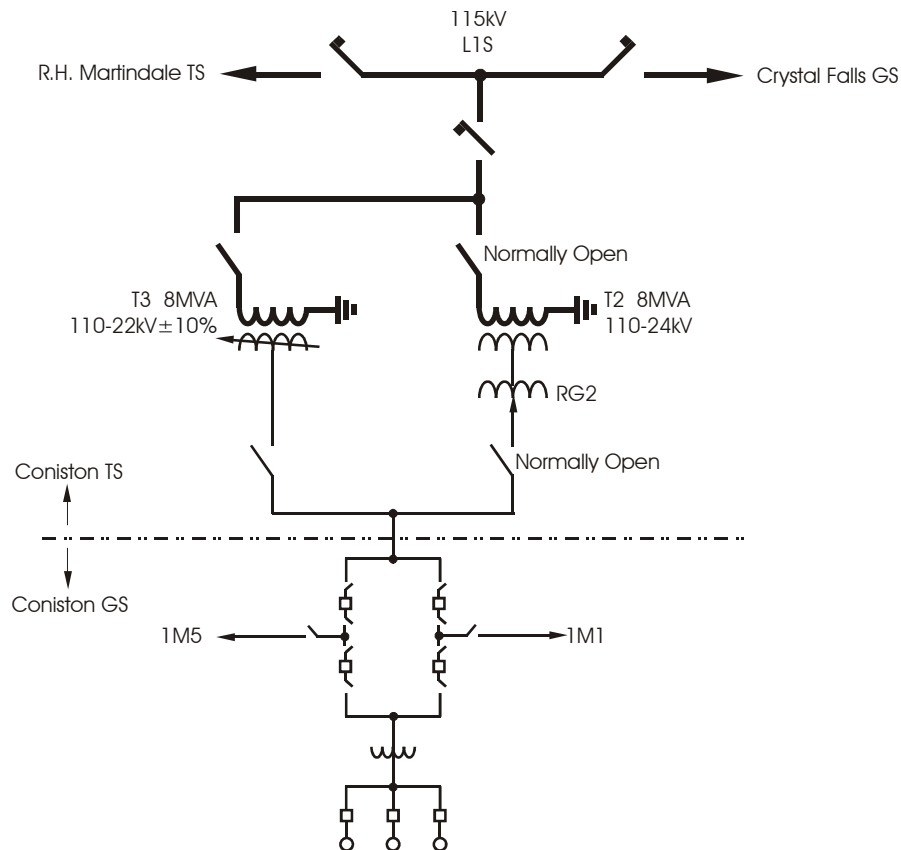 115kV
L1S
R.H. Martindale TS
Crystal Falls GS
Normally Open
T3 8MVA
110-22kV±10%
T2 8MVA
110-24kV
RG2
Normally Open
Coniston TS
Coniston GS
1M5
1M1